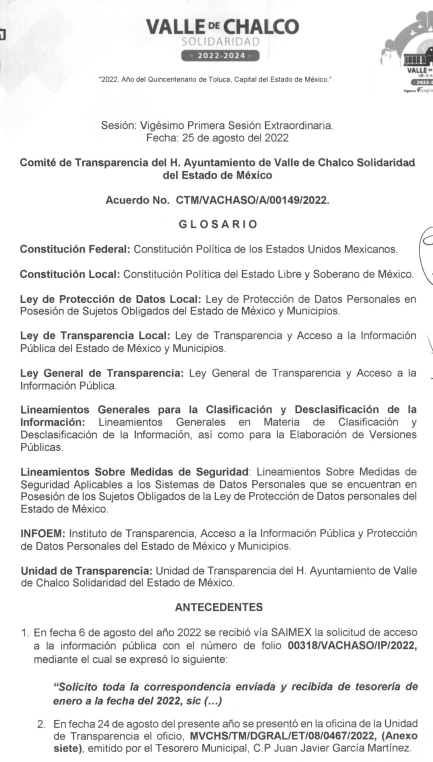 VALLE DE CHALCO
SOLIDARIDAD
· 2022-2024 ·
"2022. Año del Quincentenario de Toluca, Capital del Estado de México."
VALLE DE
Sesión: Vigésimo Primera Sesión Extraordinaria.
Fecha: 25 de agosto del 2022
Comité de Transparencia del H. Ayuntamiento de Valle de Chalco Solidaridad
del Estado de México
Acuerdo No. CTM/VACHASO/A/00149/2022.
G L O S A R I O
Constitución Federal: Constitución Política de los Estados Unidos Mexicanos.
Constitución Local: Constitución Política del Estado Libre y Soberano de México.
Ley de Protección de Datos Local: Ley de Protección de Datos Personales en
Posesión de Sujetos Obligados del Estado de México y Municipios.
Ley de Transparencia Local: Ley de Transparencia y Acceso a la Información
Pública del Estado de México y Municipios.
Ley General de Transparencia: Ley General de Transparencia y Acceso a la
Información Pública.
Lineamientos Generales para la Clasificación y Desclasificación de la
Información: Lineamientos Generales en Materia de Clasificación y
Desclasificación de la Información, así como para la Elaboración de Versiones
Públicas.
Lineamientos Sobre Medidas de Seguridad: Lineamientos Sobre Medidas de
Seguridad Aplicables a los Sistemas de Datos Personales que se encuentran en
Posesión de los Sujetos Obligados de la Ley de Protección de Datos personales del
Estado de México.
INFOEM: Instituto de Transparencia, Acceso a la Información Pública y Protección
de Datos Personales del Estado de México y Municipios.
Unidad de Transparencia: Unidad de Transparencia del H. Ayuntamiento de Valle
de Chalco Solidaridad del Estado de México.
ANTECEDENTES
1. En fecha 6 de agosto del año 2022 se recibió vía SAIMEX la solicitud de acceso
a la información pública con el número de folio 00318/VACHASO/IP/2022,
mediante el cual se expresó lo siguiente:
"Solicito toda la correspondencia enviada y recibida de tesorería de
enero a la fecha del 2022, sic (...)
2. En fecha 24 de agosto del presente año se presentó en la oficina de la Unidad
de Transparencia el oficio, MVCHS/TM/DGRAL/ET/08/0467/2022, (Anexo
siete), emitido por el Tesorero Municipal, C.P Juan Javier García Martínez.